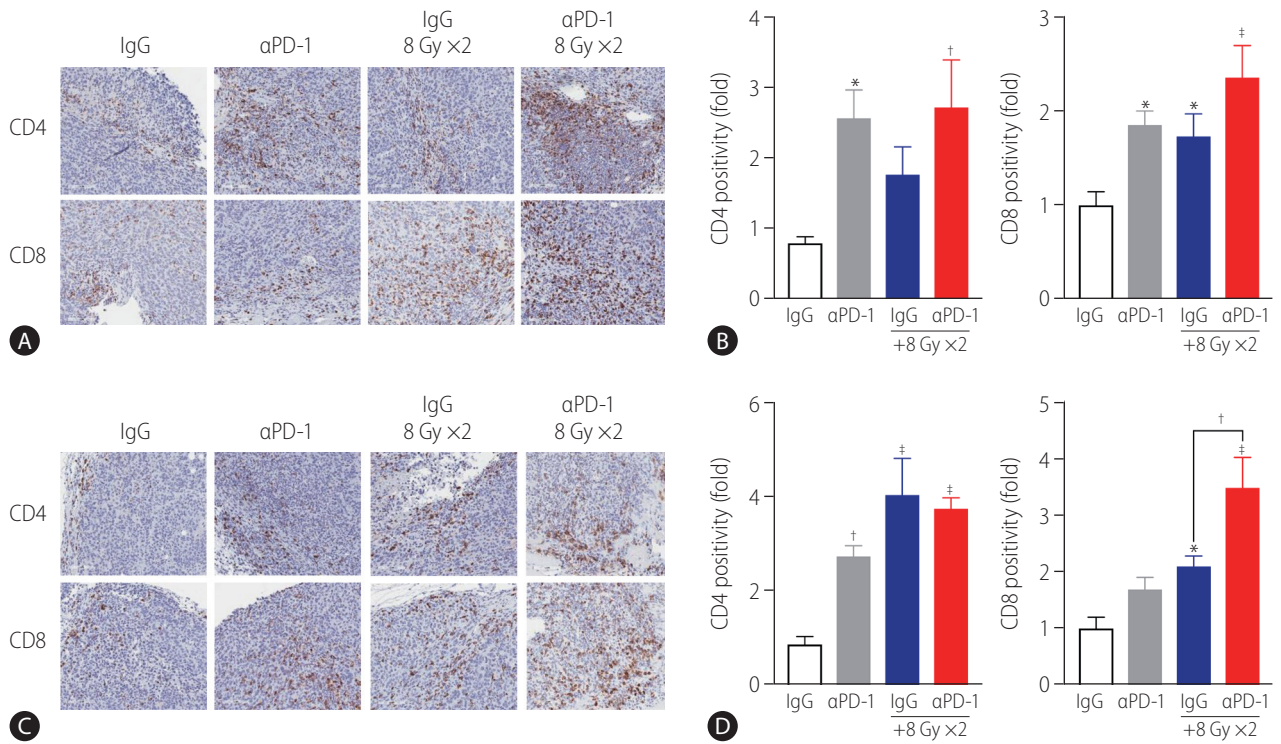 IgG
αPD-1
IgG
8 Gy ×2
αPD-1
8 Gy ×2
CD4
CD8
A
CD4 positivity (fold)
4
3
2
1
0
*
†
IgG
αPD-1
IgG
αPD-1
+8 Gy ×2
B
CD8 positivity (fold)
3
2
1
0
*
*
‡
IgG
αPD-1
IgG
αPD-1
+8 Gy ×2
IgG
αPD-1
IgG
8 Gy ×2
αPD-1
8 Gy ×2
CD4
CD8
C
CD4 positivity (fold)
6
4
2
0
†
‡
‡
IgG
αPD-1
IgG
αPD-1
+8 Gy ×2
D
CD8 positivity (fold)
5
4
3
2
1
0
†
*
‡
IgG
αPD-1
IgG
αPD-1
+8 Gy ×2